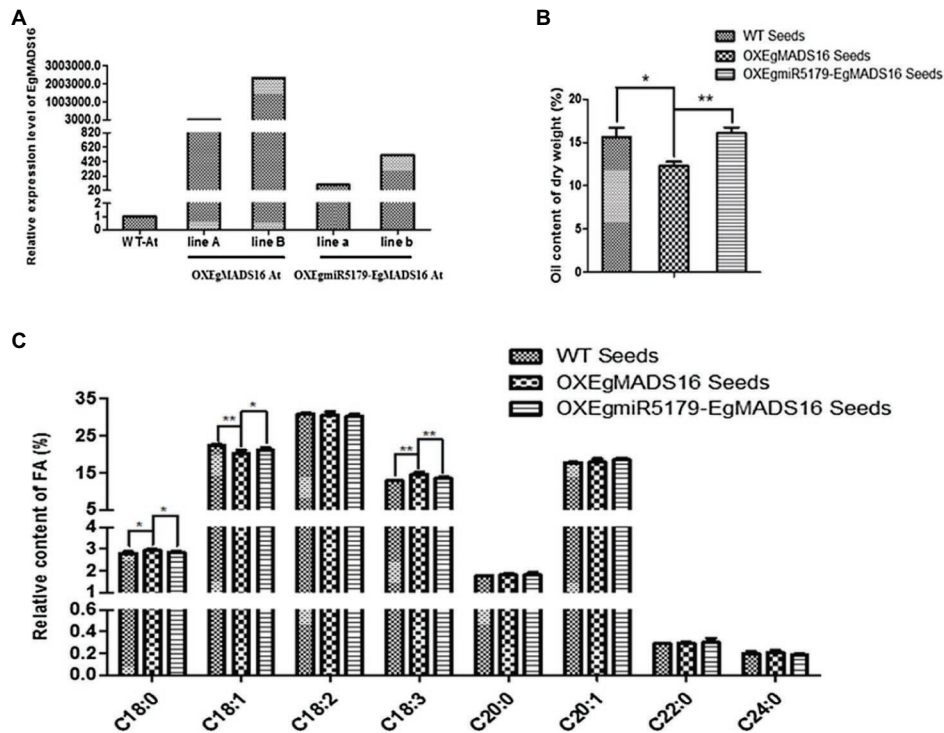 A
Relative expression level of EgMADS16
3003000.0
2003000.0
1003000.0
3000.0
820
620
420
220
20
2
1
0
WT-At
line A
line B
line a
line b
OXEgMADS16 At
OXEgmiR5179-EgMADS16 At
B
WT Seeds
OXEgMADS16 Seeds
OXEgmiR5179-EgMADS16 Seeds
Oil content of dry weight (%)
20
15
10
5
0
*
**
C
WT Seeds
OXEgMADS16 Seeds
OXEgmiR5179-EgMADS16 Seeds
Relative content of FA (%)
35
25
15
5
4
3
2
1
0.6
0.4
0.2
0.0
* *
** *
** **
C18:0
C18:1
C18:2
C18:3
C20:0
C20:1
C22:0
C24:0